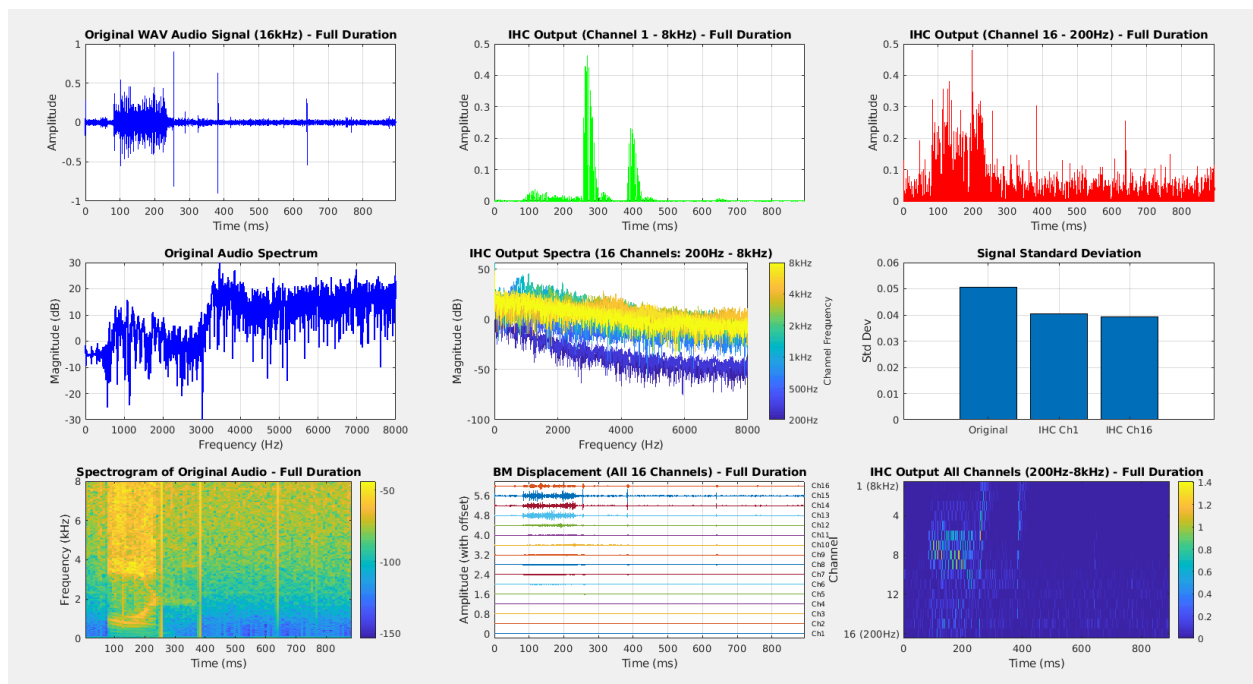 Original WAV Audio Signal (16kHz) - Full Duration
1
0.5
0
-0.5
-1
Amplitude
0 100 200 300 400 500 600 700 800
Time (ms)
IHC Output (Channel 1 - 8kHz) - Full Duration
0.5
0.4
0.3
0.2
0.1
0
Amplitude
0 100 200 300 400 500 600 700 800
Time (ms)
IHC Output (Channel 16 - 200Hz) - Full Duration
0.5
0.4
0.3
0.2
0.1
0
Amplitude
0 100 200 300 400 500 600 700 800
Time (ms)
Original Audio Spectrum
30
20
10
0
-10
-20
-30
Magnitude (dB)
0 1000 2000 3000 4000 5000 6000 7000 8000
Frequency (Hz)
IHC Output Spectra (16 Channels: 200Hz - 8kHz)
50
0
-50
-100
Magnitude (dB)
0 2000 4000 6000 8000
Frequency (Hz)
8kHz
4kHz
2kHz
1kHz
500Hz
200Hz
Channel Frequency
Signal Standard Deviation
0.06
0.05
0.04
0.03
0.02
0.01
0
Std Dev
Original IHC Ch1 IHC Ch16
Spectrogram of Original Audio - Full Duration
8
6
4
2
0
Frequency (kHz)
100 200 300 400 500 600 700 800
Time (ms)
-50
-100
-150
BM Displacement (All 16 Channels) - Full Duration
5.6
4.8
4.0
3.2
2.4
1.6
0.8
0
Amplitude (with offset)
0 100 200 300 400 500 600 700 800
Time (ms)
Ch16
Ch15
Ch14
Ch13
Ch12
Ch11
Ch10
Ch9
Ch8
Ch7
Ch6
Ch5
Ch4
Ch3
Ch2
Ch1
IHC Output All Channels (200Hz-8kHz) - Full Duration
1 (8kHz)
4
8
12
16 (200Hz)
Channel
0 200 400 600 800
Time (ms)
1.4
1.2
1
0.8
0.6
0.4
0.2
0